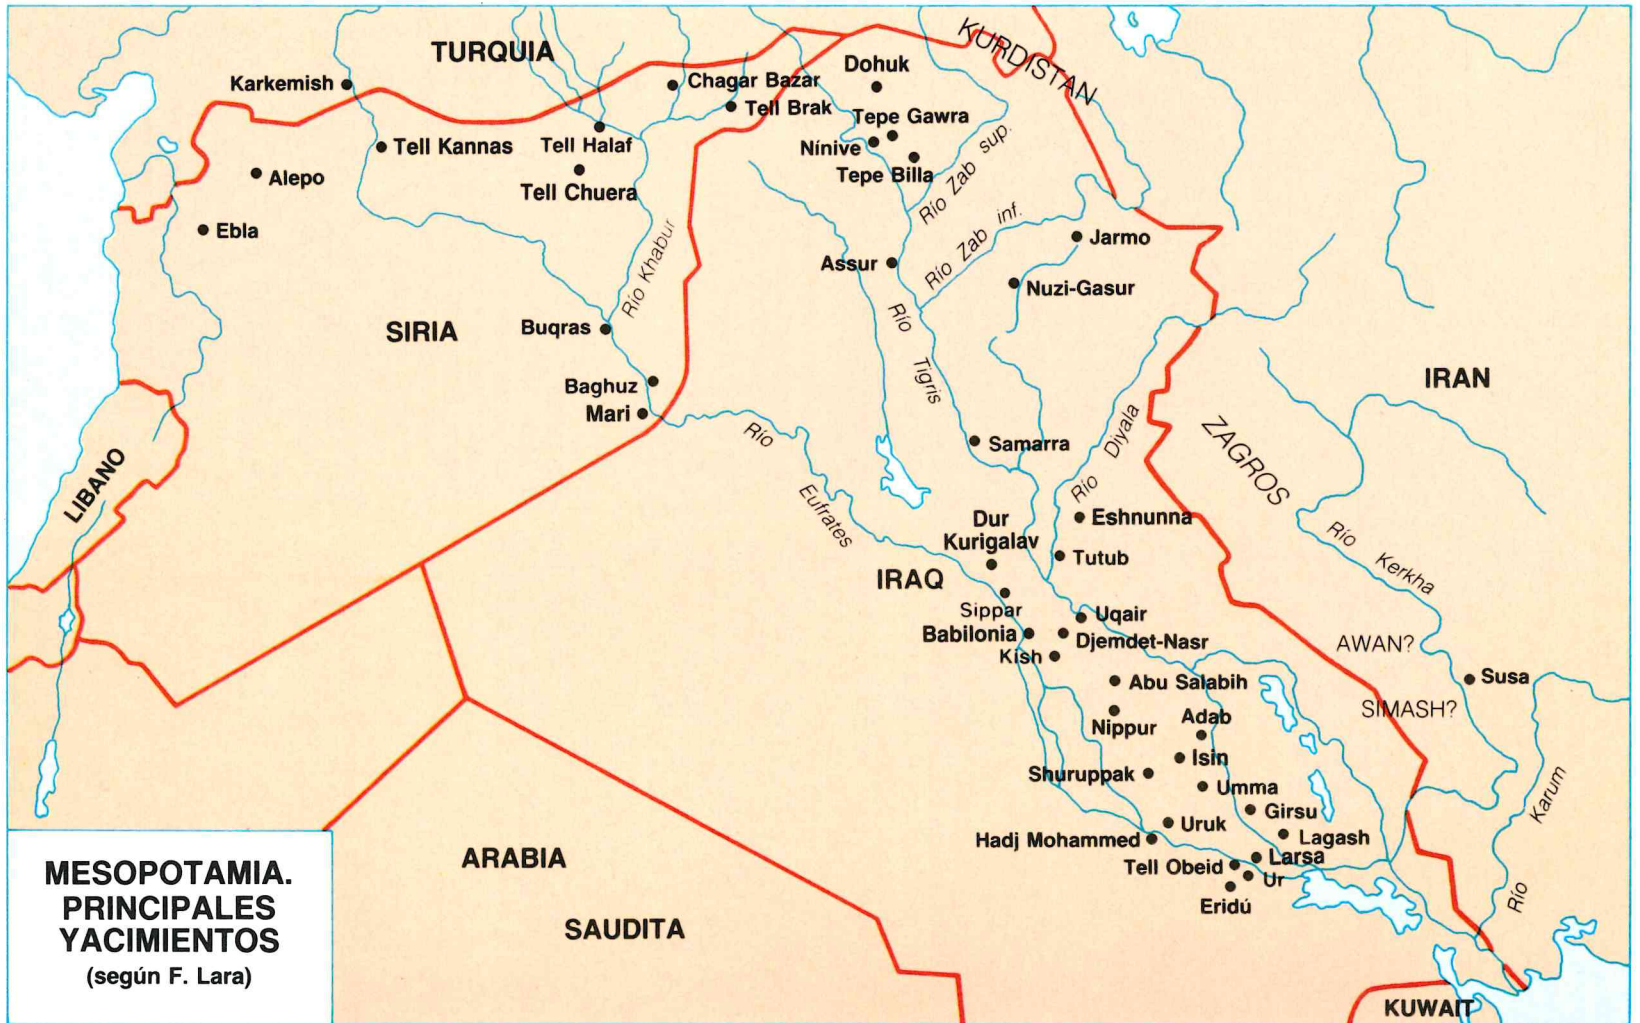 TURQUIA
KURDISTAN
Karkemish
Chagar Bazar
Dohuk
Tell Brak
Tepe Gawra
Tell Kannas
Tell Halaf
Nínive
Tepe Billa
Río Zab sup.
Alepo
Tell Chuera
Ebla
Río Khabur
Assur
Río Zab inf.
Jarmo
Nuzi-Gasur
SIRIA
Buqras
Río
Tigris
IRAN
Baghuz
Mari
Río
Eufrates
Samarra
Río
Diyala
ZAGROS
LIBANO
Eshnunna
Dur
Kurigalav
Tutub
Río
Kerkha
IRAQ
Sippar
Uqair
Babilonia
Djemdet-Nasr
Kish
AWAN?
Abu Salabih
Susa
SIMASH?
Nippur
Adab
Isin
Shuruppak
Umma
Girsu
Uruk
Lagash
Hadj Mohammed
Larsa
Tell Obeid
Ur
Eridú
Río
Karum
ARABIA
SAUDITA
KUWAIT
MESOPOTAMIA.
PRINCIPALES
YACIMIENTOS
(según F. Lara)